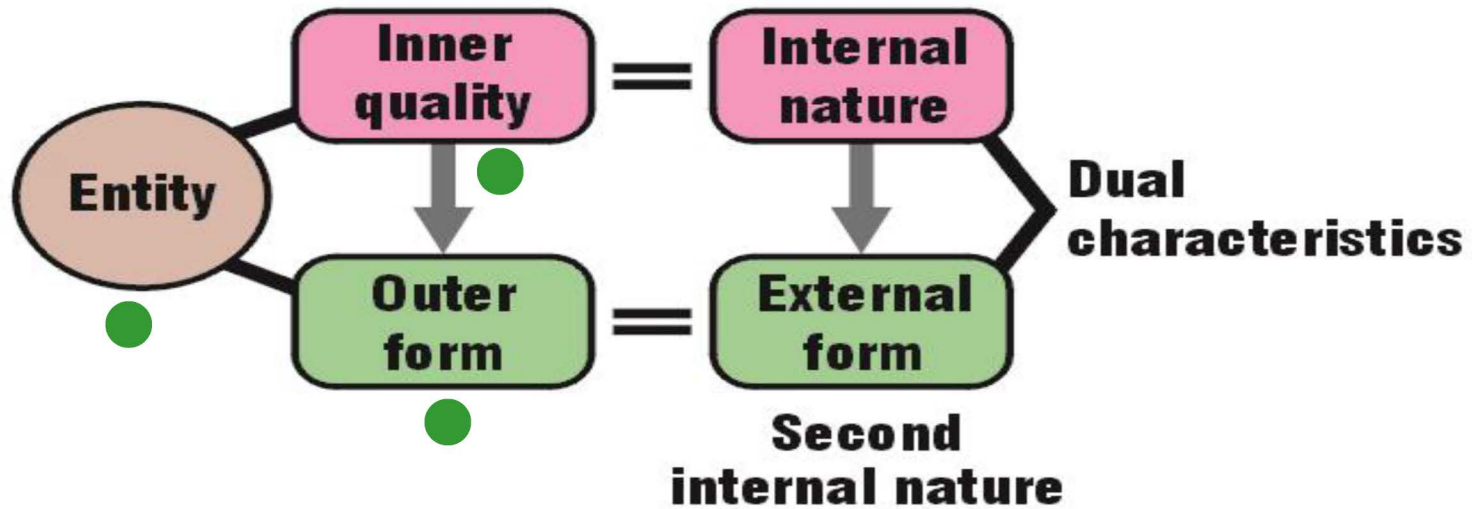 Inner
quality
Internal
nature
Entity
Dual
characteristics
Outer
form
External
form
Second
internal nature